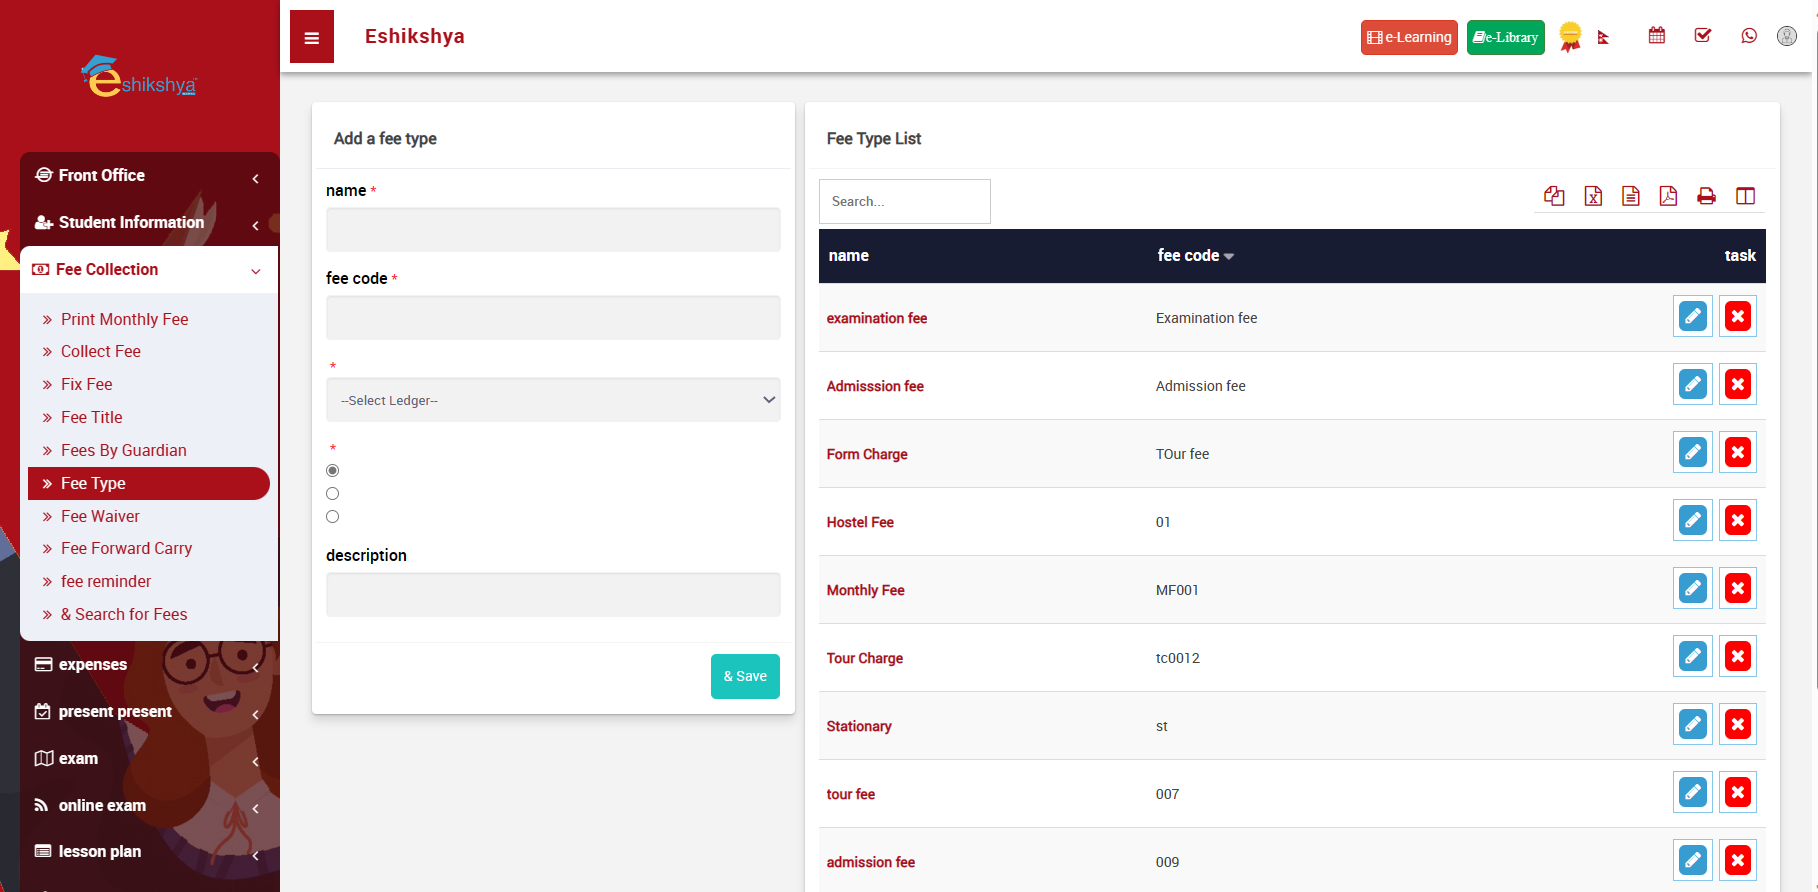 eshikshya
Front Office
Student Information
Fee Collection
Print Monthly Fee
Collect Fee
Fix Fee
Fee Title
Fees By Guardian
Fee Type
Fee Waiver
Fee Forward Carry
fee reminder
& Search for Fees
expenses
present present
exam
online exam
lesson plan
Eshikshya
e-Learning
e-Library
Add a fee type
name *
fee code *
*
--Select Ledger--
*
description
& Save
Fee Type List
Search...
name fee code task
examination fee Examination fee
Admisssion fee Admission fee
Form Charge TOur fee
Hostel Fee 01
Monthly Fee MF001
Tour Charge tc0012
Stationary st
tour fee 007
admission fee 009